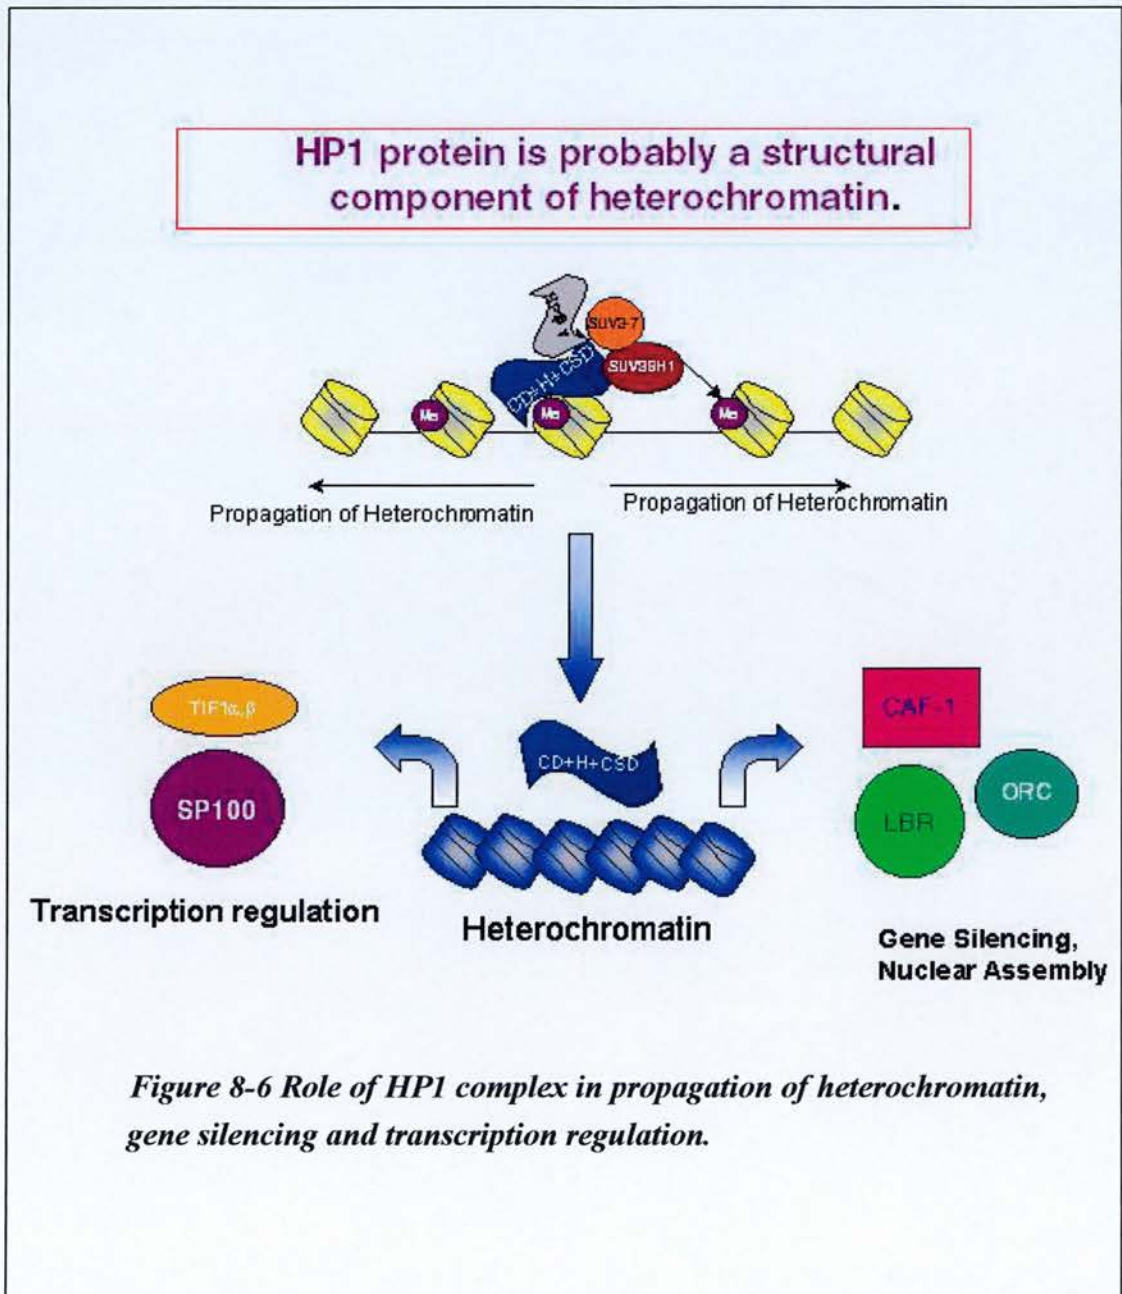 HP1 protein is probably a structural
component of heterochromatin.
SUV3-7
SUV39H1
CD+H+CSD
Me
Me
Me
Propagation of Heterochromatin
Propagation of Heterochromatin
TIF1α,β
SP100
Transcription regulation
CD+H+CSD
Heterochromatin
CAF-1
LBR
ORC
Gene Silencing,
Nuclear Assembly
Figure 8-6 Role of HP1 complex in propagation of heterochromatin,
gene silencing and transcription regulation.